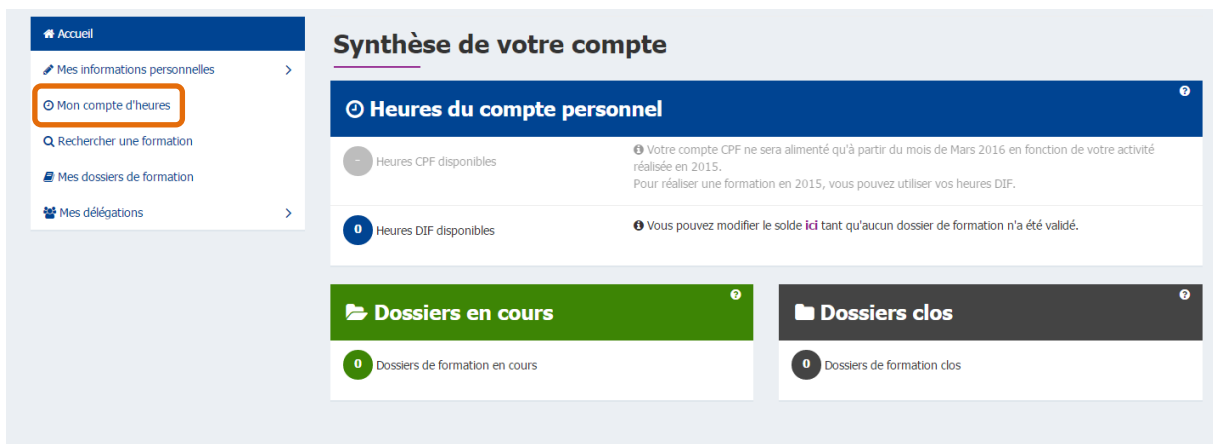 Accueil
Mes informations personnelles
Mon compte d'heures
Rechercher une formation
Mes dossiers de formation
Mes délégations
Synthèse de votre compte
Heures du compte personnel
- Heures CPF disponibles
Votre compte CPF ne sera alimenté qu'à partir du mois de Mars 2016 en fonction de votre activité
réalisée en 2015.
Pour réaliser une formation en 2015, vous pouvez utiliser vos heures DIF.
0 Heures DIF disponibles
Vous pouvez modifier le solde ici tant qu'aucun dossier de formation n'a été validé.
Dossiers en cours
0 Dossiers de formation en cours
Dossiers clos
0 Dossiers de formation clos